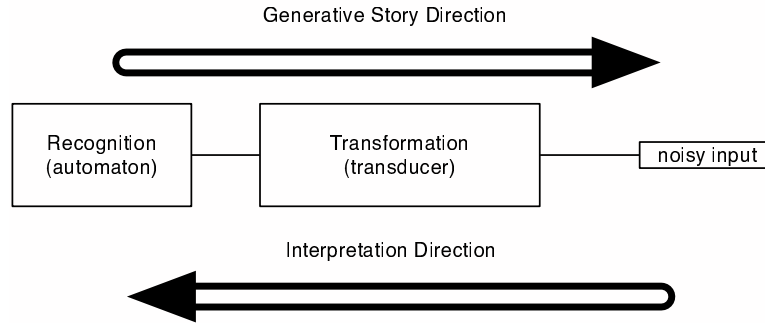 Generative Story Direction
Recognition
(automaton)
Transformation
(transducer)
noisy input
Interpretation Direction